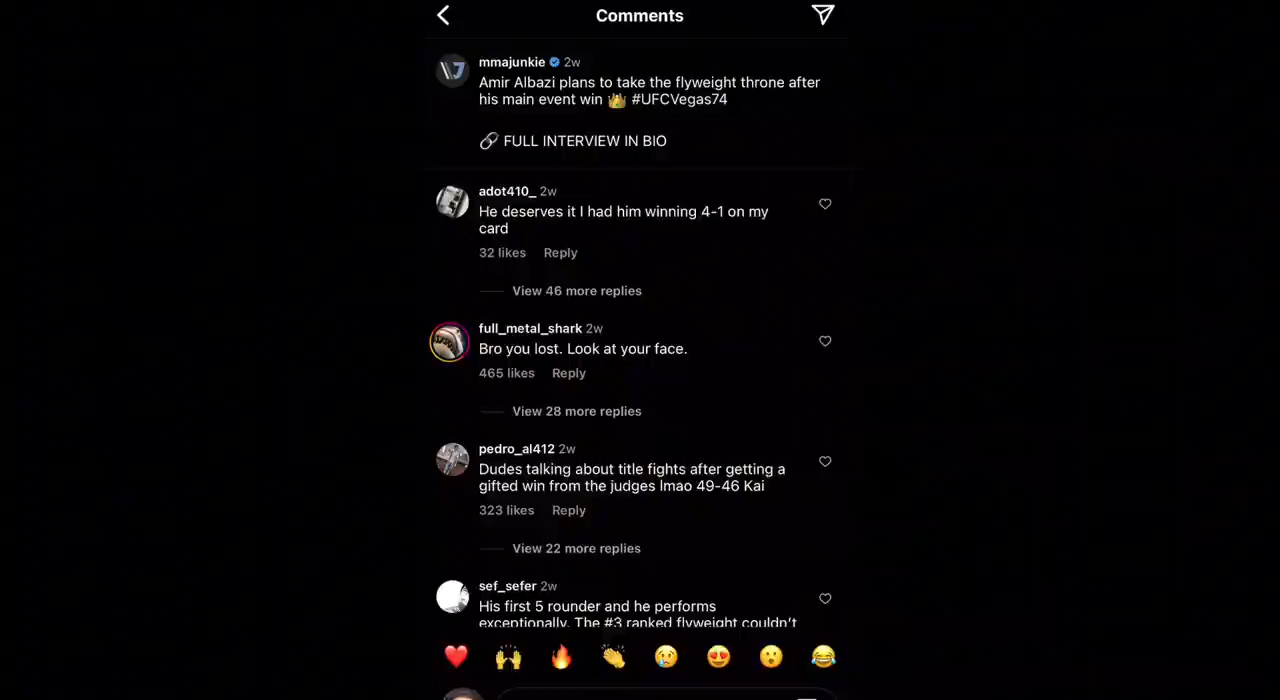 Comments
mmajunkie 2w
Amir Albazi plans to take the flyweight throne after
his main event win 👑 #UFCVegas74
🔗 FULL INTERVIEW IN BIO
adot410_ 2w
He deserves it I had him winning 4-1 on my
card
32 likes Reply
View 46 more replies
full_metal_shark 2w
Bro you lost. Look at your face.
465 likes Reply
View 28 more replies
pedro_al412 2w
Dudes talking about title fights after getting a
gifted win from the judges lmao 49-46 Kai
323 likes Reply
View 22 more replies
sef_sefer 2w
His first 5 rounder and he performs
exceptionally. The #3 ranked flyweight couldn't